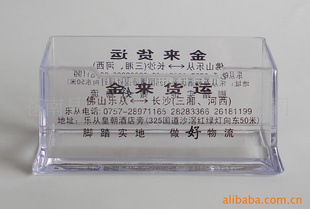 金来货运
佛山乐从⟷长沙(三湘、河西)
乐从电话: 0757-28971165 28283366 26181199
地址: 乐从皇朝酒店旁(325国道沙滘红绿灯向东50米)
脚踏实地 做好物流
alibaba.com.cn